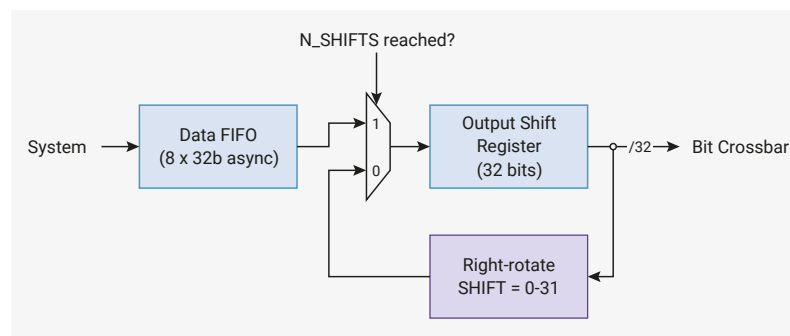 N_SHIFTS reached?
System
Data FIFO
(8 x 32b async)
1
0
Output Shift
Register
(32 bits)
/32
Bit Crossbar
Right-rotate
SHIFT = 0-31